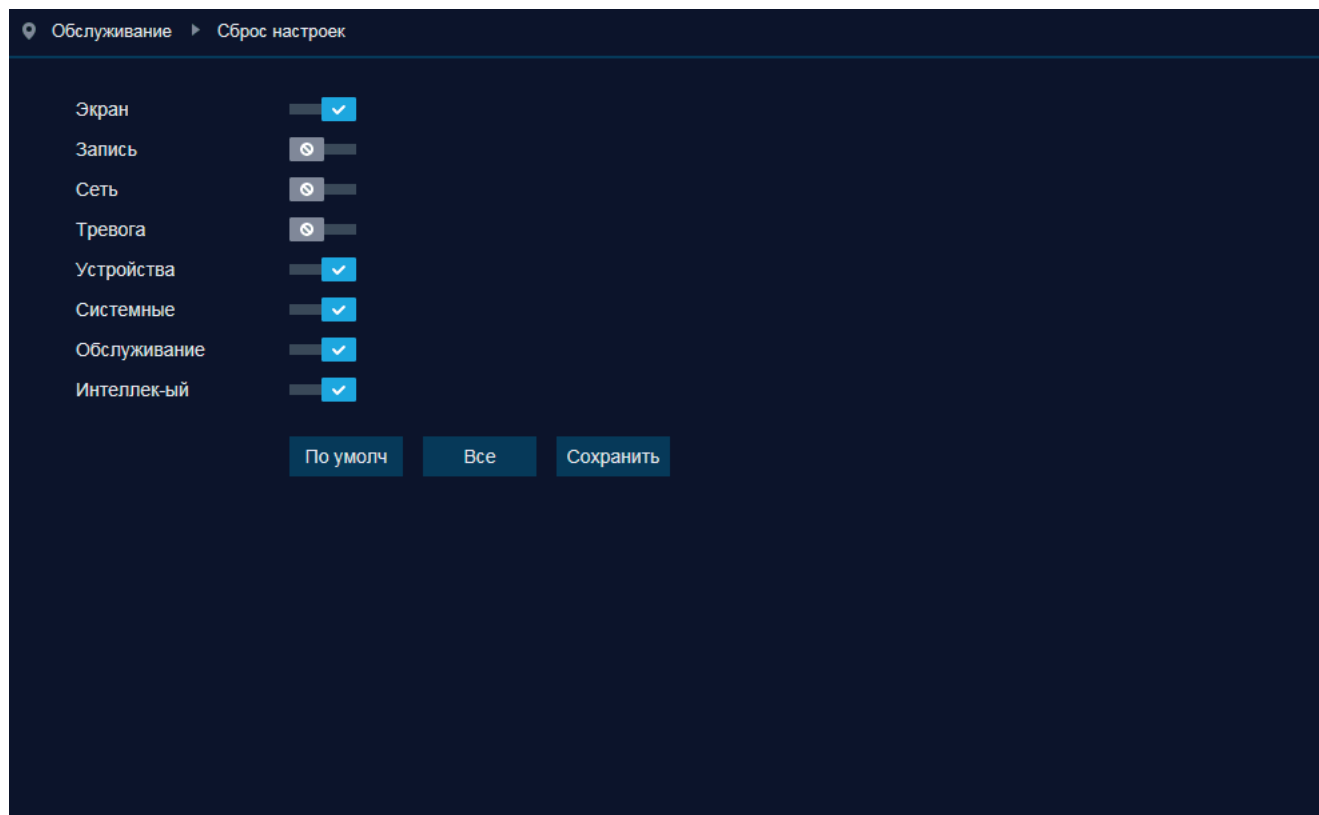 Обслуживание Сброс настроек
Экран
Запись
Сеть
Тревога
Устройства
Системные
Обслуживание
Интеллек-ый
По умолч Все Сохранить